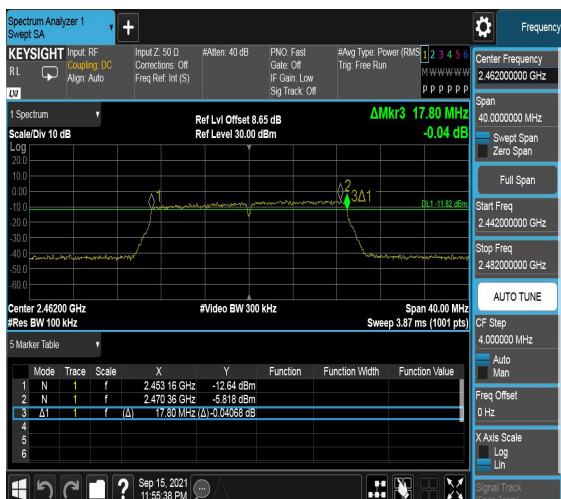 Spectrum Analyzer 1
Swept SA
+
Frequency
KEYSIGHT Input: RF Input Z: 50 Ω #Atten: 40 dB PNO: Fast #Avg Type: Power (RMS 1 2 3 4 5 6
RL Coupling: DC Corrections: Off Gate: Off Trig: Free Run M W W W W W
Align: Auto Freq Ref: Int (S) IF Gain: Low P P P P P P
LXI Sig Track: Off
Center Frequency
2.462000000 GHz
Span
40.0000000 MHz
Swept Span
Zero Span
Full Span
Start Freq
2.442000000 GHz
Stop Freq
2.482000000 GHz
AUTO TUNE
CF Step
4.000000 MHz
Auto
Man
Freq Offset
0 Hz
X Axis Scale
Log
Lin
Signal Track
1 Spectrum Ref Lvl Offset 8.65 dB ΔMkr3 17.80 MHz
Scale/Div 10 dB Ref Level 30.00 dBm -0.04 dB
Log
20.0
10.0
0.00
-10.0
-20.0
-30.0
-40.0
-50.0
-60.0
1
2
3Δ1
DL1 -11.82 dBm
Center 2.46200 GHz #Video BW 300 kHz Span 40.00 MHz
#Res BW 100 kHz Sweep 3.87 ms (1001 pts)
5 Marker Table
Mode Trace Scale X Y Function Function Width Function Value
1 N 1 f 2.453 16 GHz -12.64 dBm
2 N 1 f 2.470 36 GHz -5.818 dBm
3 Δ1 1 f (Δ) 17.80 MHz (Δ) -0.04068 dB
4
5
6
? Sep 15, 2021
11:55:38 PM